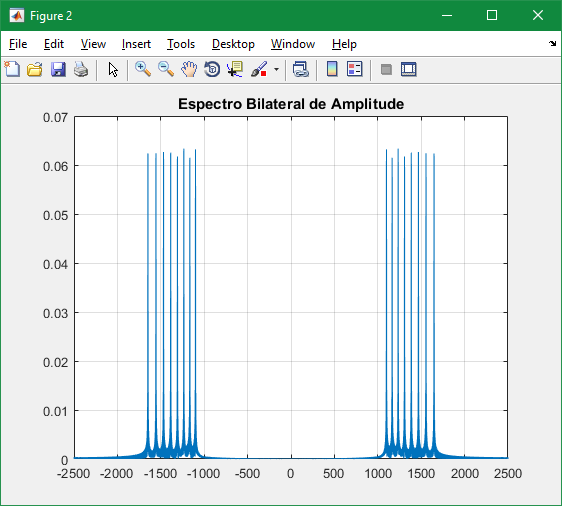 Figure 2
File Edit View Insert Tools Desktop Window Help
Espectro Bilateral de Amplitude
0.07
0.06
0.05
0.04
0.03
0.02
0.01
0
-2500 -2000 -1500 -1000 -500 0 500 1000 1500 2000 2500